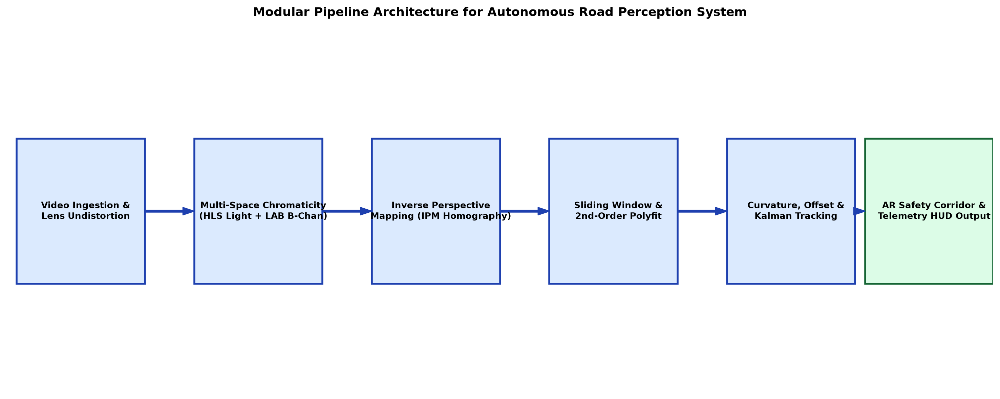 Modular Pipeline Architecture for Autonomous Road Perception System
Video Ingestion &
Lens Undistortion
Multi-Space Chromaticity
(HLS Light + LAB B-Chan)
Inverse Perspective
Mapping (IPM Homography)
Sliding Window &
2nd-Order Polyfit
Curvature, Offset &
Kalman Tracking
AR Safety Corridor &
Telemetry HUD Output